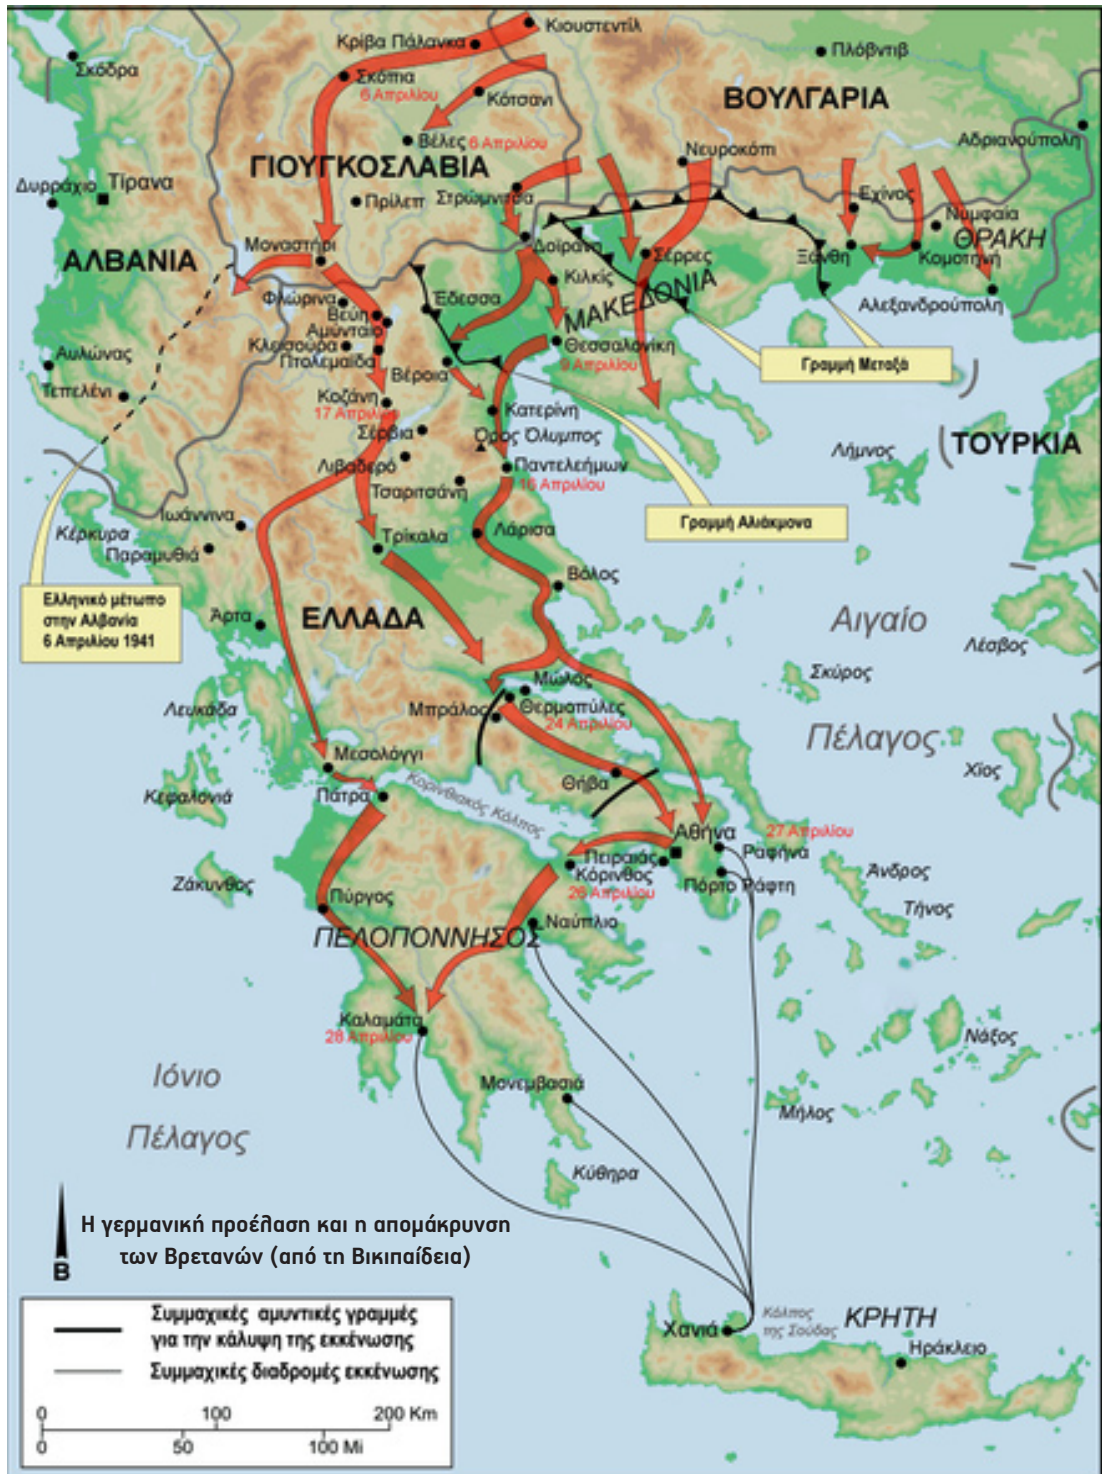 Κιουστεντίλ
Κρίβα Πάλανκα
Πλόβντιβ
Σκόδρα
Σκόπια
6 Απριλίου
Κότσανι
ΒΟΥΛΓΑΡΙΑ
Αδριανούπολη
Βέλες 6 Απριλίου
Νευροκόπι
ΓΙΟΥΓΚΟΣΛΑΒΙΑ
Δυρράχιο
Τίρανα
Πρίλεπ
Στρώμνιτσα
Εχίνος
Νυμφαία
ΘΡΑΚΗ
Μοναστήρι
Δοϊράνη
Σέρρες
Ξάνθη
Κομοτηνή
ΑΛΒΑΝΙΑ
Κιλκίς
ΜΑΚΕΔΟΝΙΑ
Αλεξανδρούπολη
Φλώρινα
Έδεσσα
Βεύη
Αμύνταιο
Κλεισούρα
Πτολεμαΐδα
Θεσσαλονίκη
9 Απριλίου
Γραμμή Μεταξά
Αυλώνας
Τεπελένι
Βέροια
Κοζάνη
17 Απριλίου
Κατερίνη
Σέρβια
Όρος Όλυμπος
ΤΟΥΡΚΙΑ
Λήμνος
Λιβαδερό
Παντελεήμων
16 Απριλίου
Τσαριτσάνη
Γραμμή Αλιάκμονα
Ιωάννινα
Κέρκυρα
Παραμυθιά
Τρίκαλα
Λάρισα
Βόλος
Ελληνικό μέτωπο
στην Αλβανία
6 Απριλίου 1941
Άρτα
ΕΛΛΑΔΑ
Αιγαίο
Λέσβος
Σκύρος
Μώλος
Λευκάδα
Μπράλος
Θερμοπύλες
24 Απριλίου
Πέλαγος
Μεσολόγγι
Θήβα
Χίος
Κεφαλονιά
Πάτρα
Κορινθιακός Κόλπος
Αθήνα
27 Απριλίου
Ραφήνα
Πειραιάς
Κόρινθος
26 Απριλίου
Πόρτο Ράφτη
Άνδρος
Ζάκυνθος
Τήνος
Πύργος
Ναύπλιο
ΠΕΛΟΠΟΝΝΗΣΟΣ
Καλαμάτα
28 Απριλίου
Νάξος
Ιόνιο
Μονεμβασιά
Μήλος
Πέλαγος
Κύθηρα
Η γερμανική προέλαση και η απομάκρυνση
των Βρετανών (από τη Βικιπαίδεια)
Β
Συμμαχικές αμυντικές γραμμές
για την κάλυψη της εκκένωσης
Συμμαχικές διαδρομές εκκένωσης
0 100 200 Km
0 50 100 Mi
Χανιά
Κόλπος
της Σούδας
ΚΡΗΤΗ
Ηράκλειο